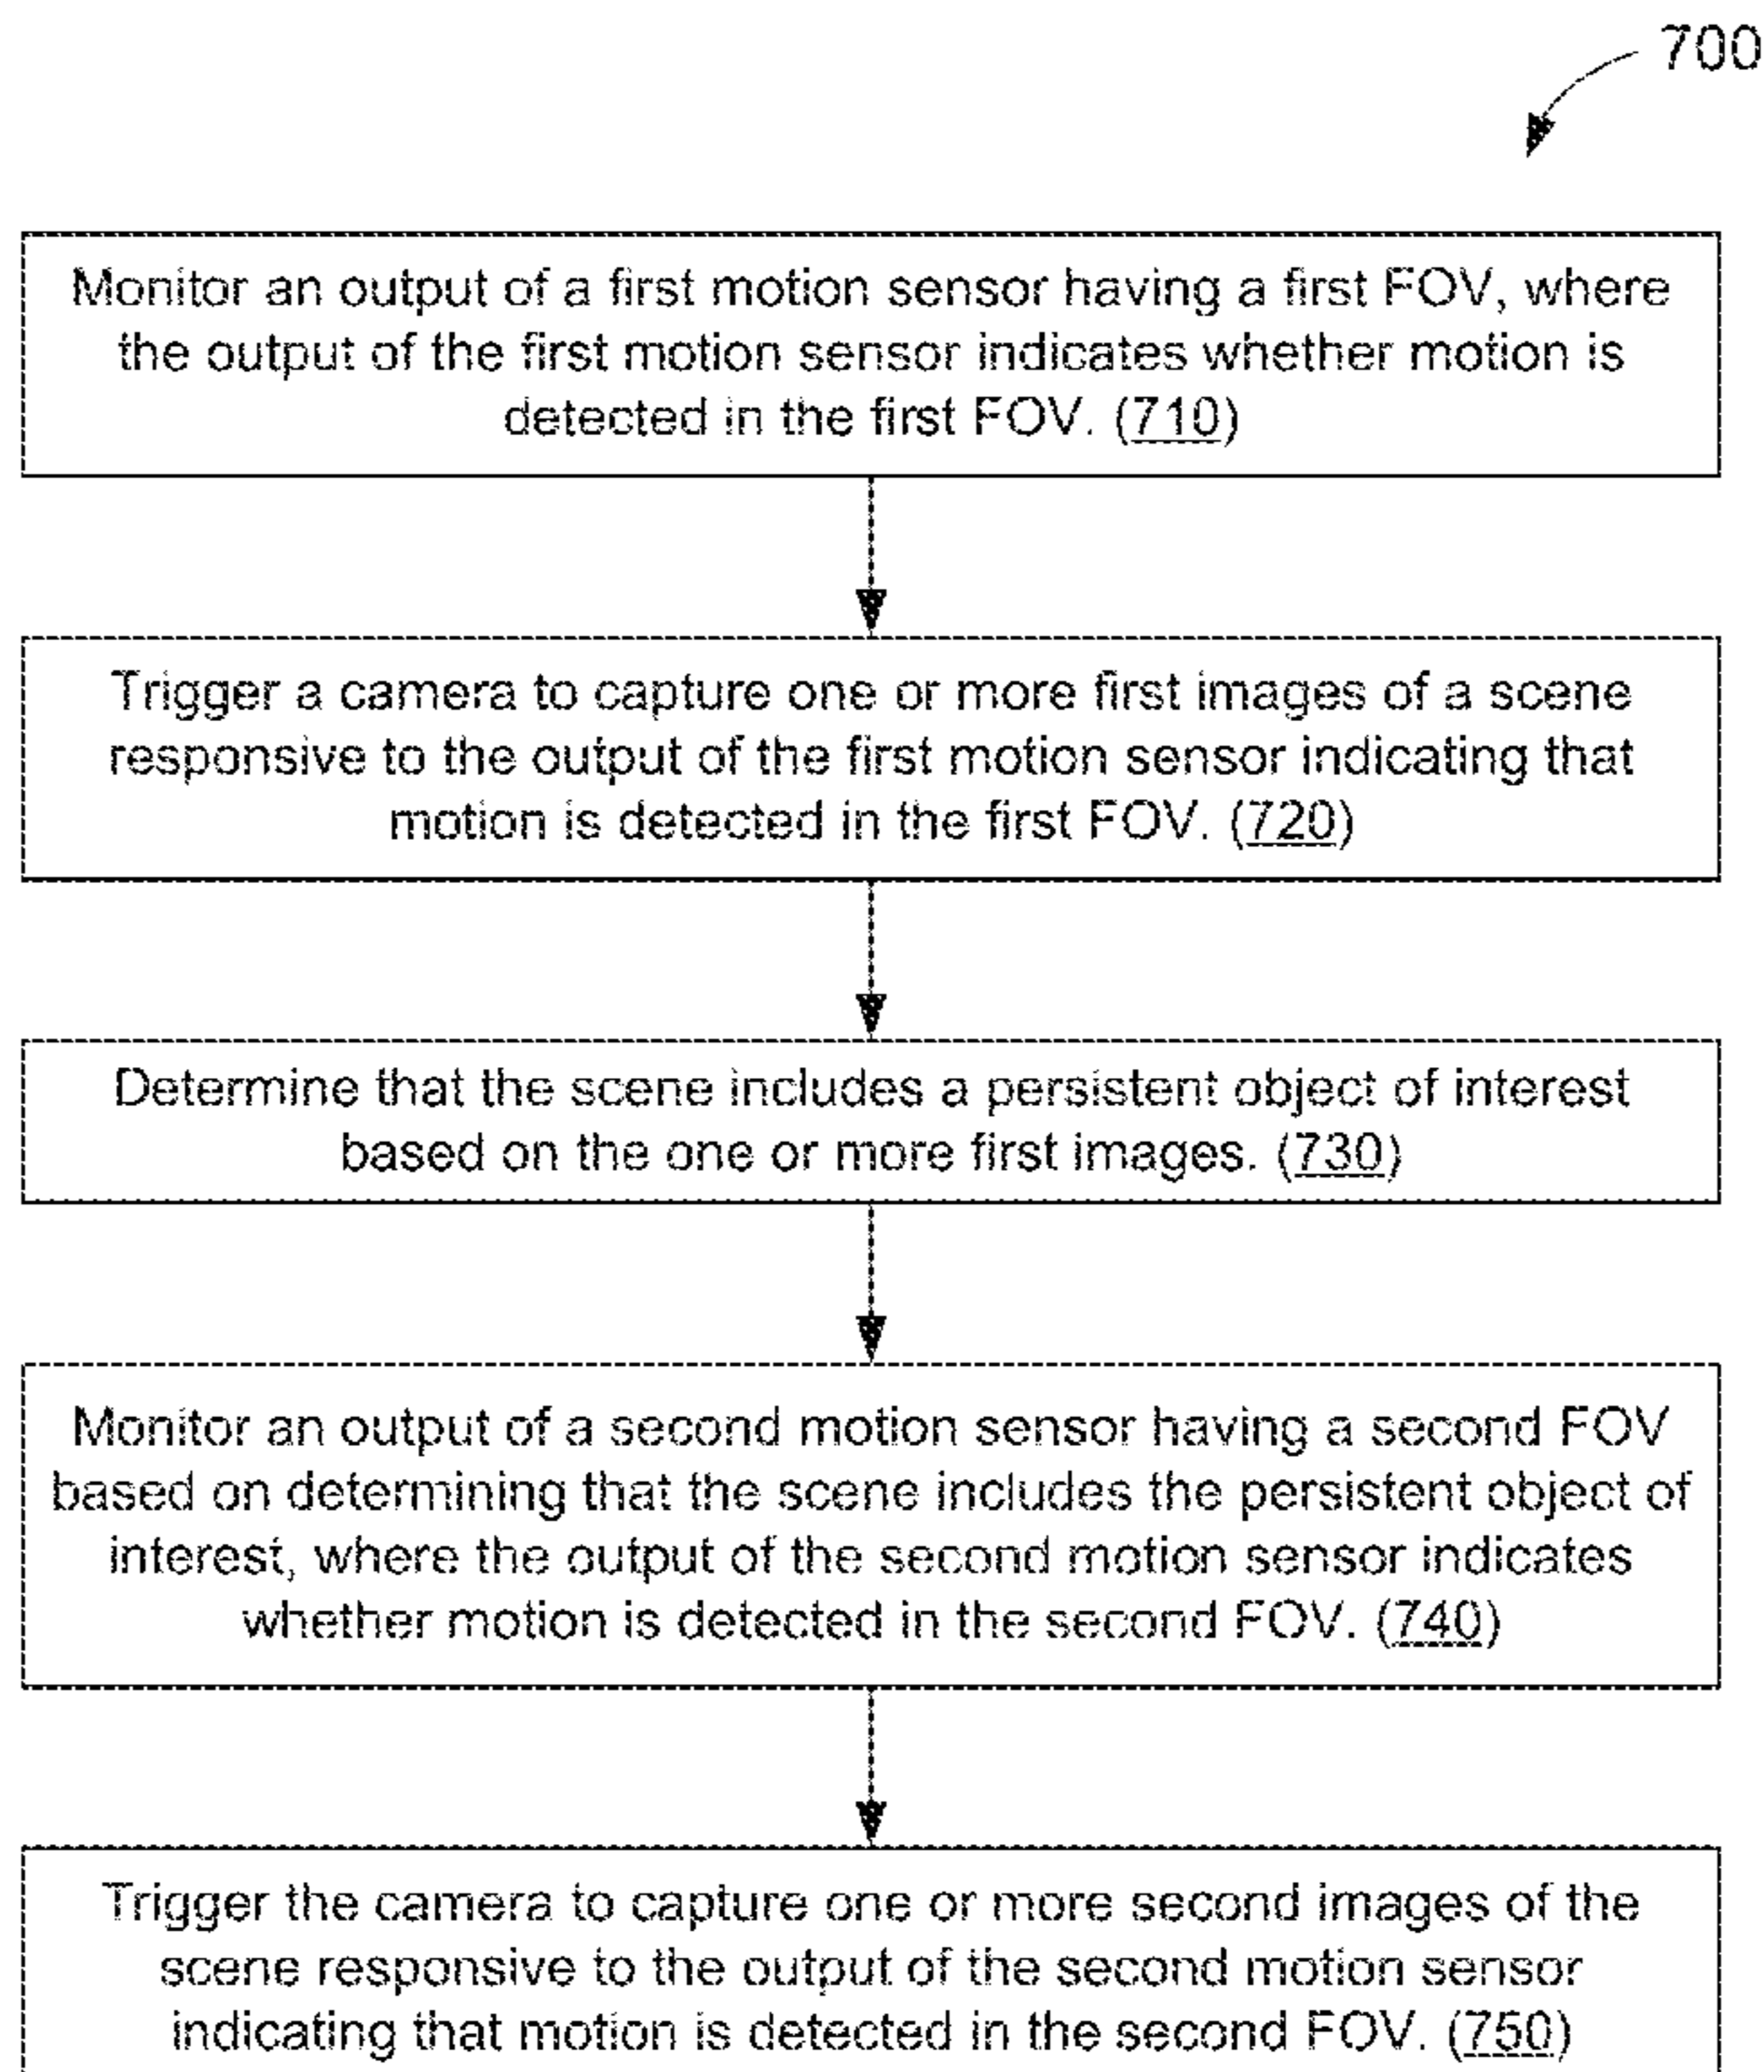 700
Monitor an output of a first motion sensor having a first FOV, where
the output of the first motion sensor indicates whether motion is
detected in the first FOV. (710)
Trigger a camera to capture one or more first images of a scene
responsive to the output of the first motion sensor indicating that
motion is detected in the first FOV. (720)
Determine that the scene includes a persistent object of interest
based on the one or more first images. (730)
Monitor an output of a second motion sensor having a second FOV
based on determining that the scene includes the persistent object of
interest, where the output of the second motion sensor indicates
whether motion is detected in the second FOV. (740)
Trigger the camera to capture one or more second images of the
scene responsive to the output of the second motion sensor
indicating that motion is detected in the second FOV. (750)